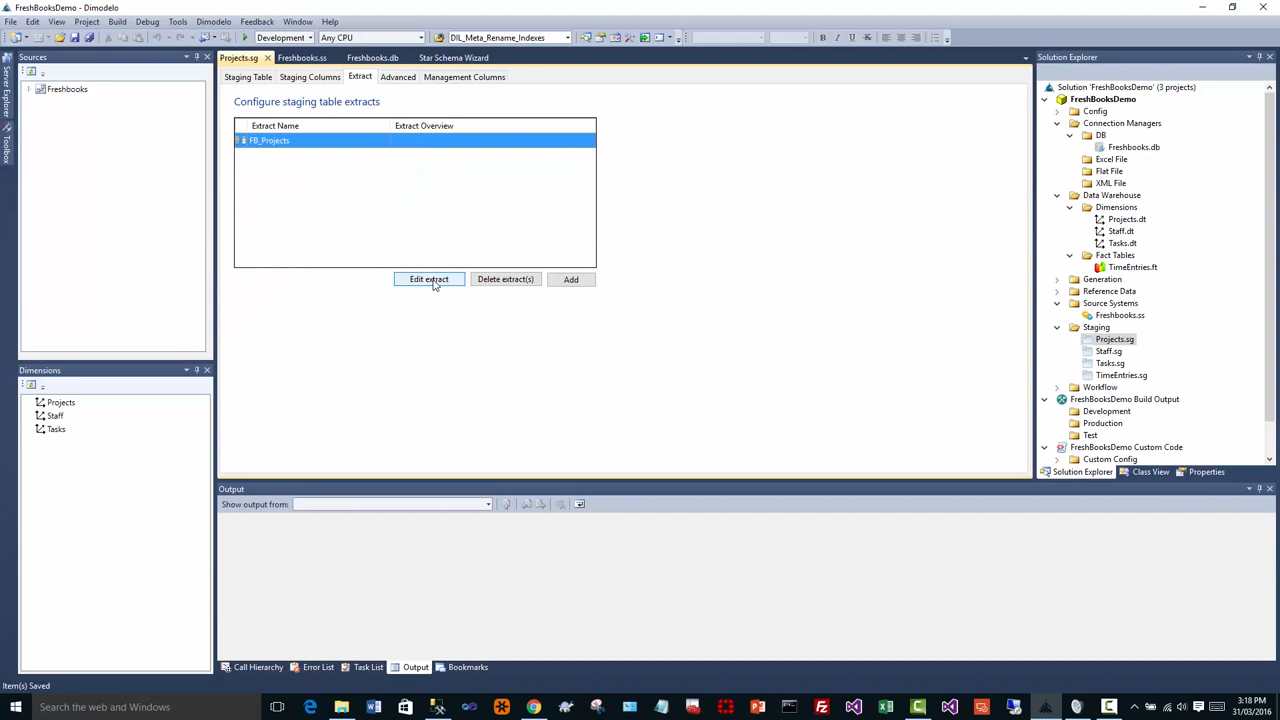 FreshBooksDemo - Dimodelo
File Edit View Project Build Debug Tools Dimodelo Feedback Window Help
Development Any CPU DIL_Meta_Rename_Indexes
Sources
Freshbooks
Server Explorer
Toolbox
Dimensions
Projects
Staff
Tasks
Projects.sg Freshbooks.ss Freshbooks.db Star Schema Wizard
Staging Table Staging Columns Extract Advanced Management Columns
Configure staging table extracts
Extract Name Extract Overview
FB_Projects
Edit extract Delete extract(s) Add
Output
Show output from:
Call Hierarchy Error List Task List Output Bookmarks
Solution Explorer
Solution 'FreshBooksDemo' (3 projects)
FreshBooksDemo
Config
Connection Managers
DB
Freshbooks.db
Excel File
Flat File
XML File
Data Warehouse
Dimensions
Projects.dt
Staff.dt
Tasks.dt
Fact Tables
TimeEntries.ft
Generation
Reference Data
Source Systems
Freshbooks.ss
Staging
Projects.sg
Staff.sg
Tasks.sg
TimeEntries.sg
Workflow
FreshBooksDemo Build Output
Development
Production
Test
FreshBooksDemo Custom Code
Custom Config
Solution Explorer Class View Properties
Item(s) Saved
Search the web and Windows
3:18 PM
31/03/2016